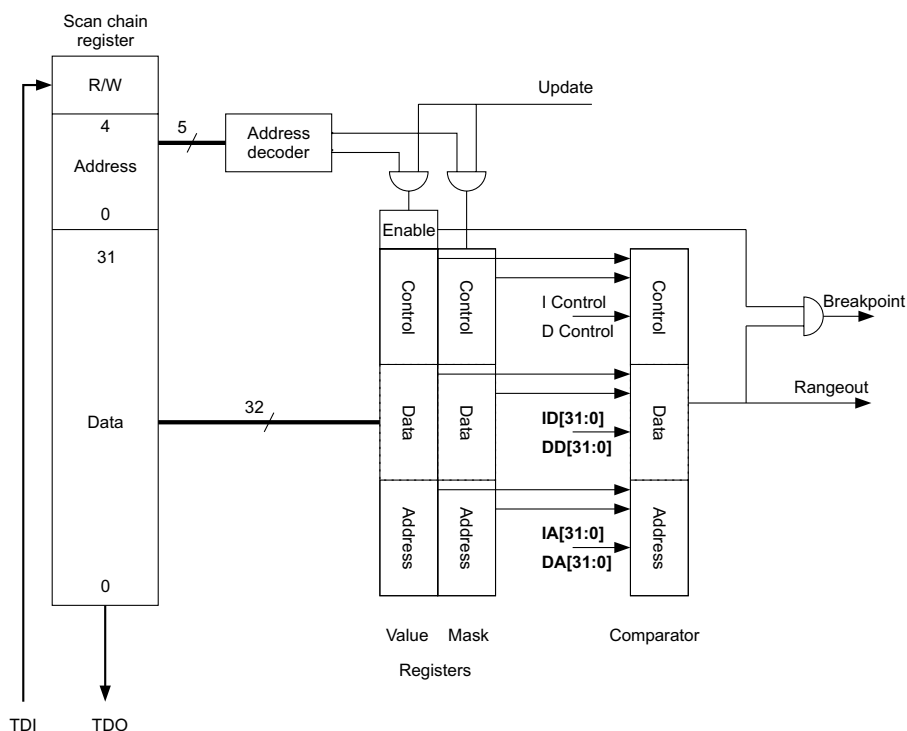 Scan chain
register
R/W
Update
4
5
Address
decoder
Address
0
Enable
31
Control
Control
Control
I Control
D Control
Breakpoint
Rangeout
32
Data
Data
Data
Data
ID[31:0]
DD[31:0]
Address
Address
Address
IA[31:0]
DA[31:0]
0
Value
Mask
Comparator
Registers
TDI
TDO